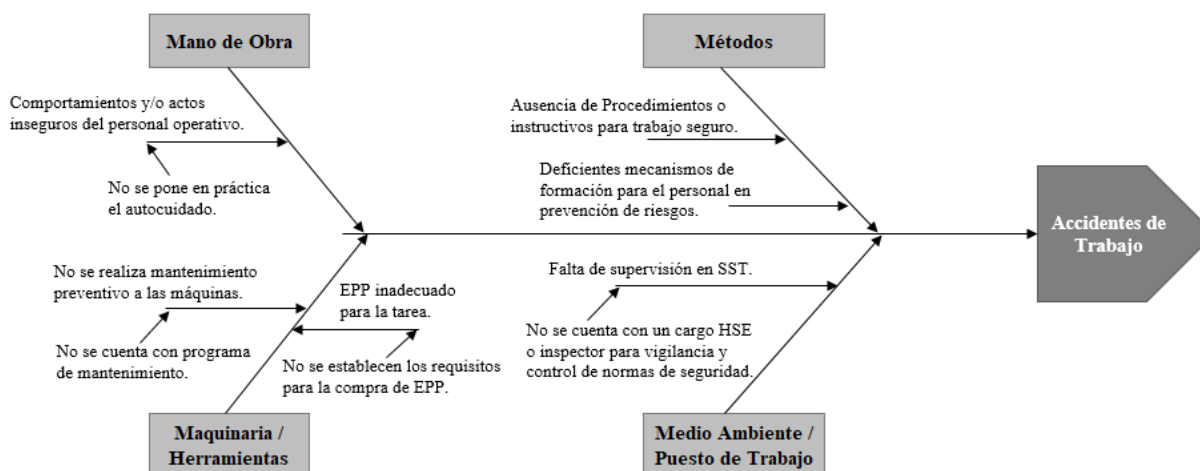 Mano de Obra
Métodos
Comportamientos y/o actos
inseguros del personal operativo.
No se pone en práctica
el autocuidado.
Ausencia de Procedimientos o
instructivos para trabajo seguro.
Deficientes mecanismos de
formación para el personal en
prevención de riesgos.
Accidentes de
Trabajo
No se realiza mantenimiento
preventivo a las máquinas.
No se cuenta con programa
de mantenimiento.
EPP inadecuado
para la tarea.
No se establecen los requisitos
para la compra de EPP.
Falta de supervisión en SST.
No se cuenta con un cargo HSE
o inspector para vigilancia y
control de normas de seguridad.
Maquinaria /
Herramientas
Medio Ambiente /
Puesto de Trabajo